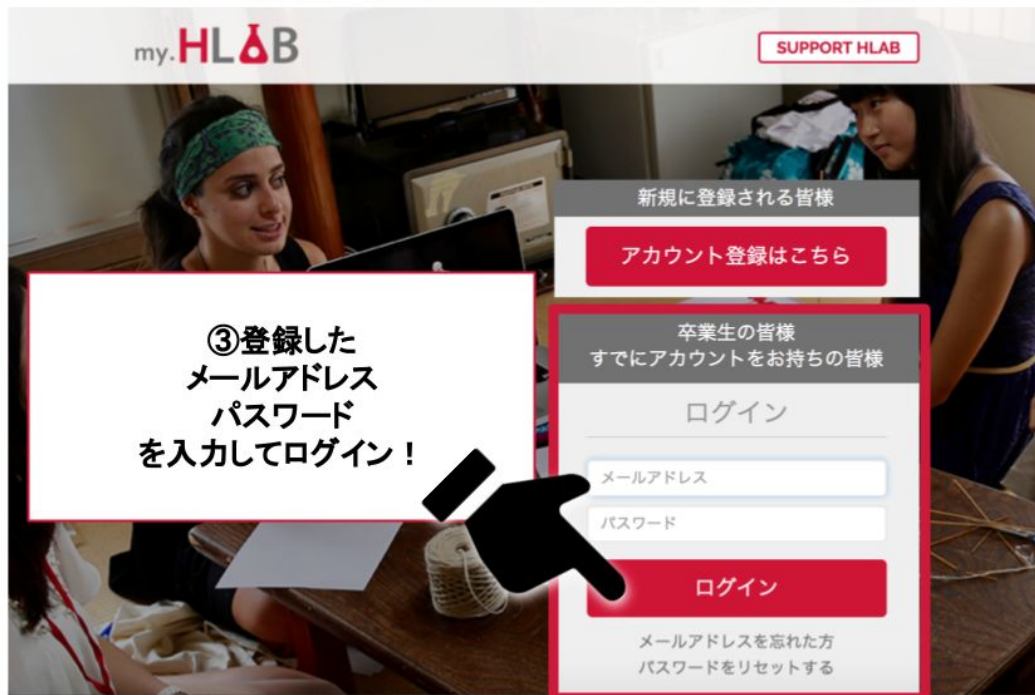 my.HLAB
SUPPORT HLAB
新規に登録される皆様
アカウント登録はこちら
③登録した
メールアドレス
パスワード
を入力してログイン！
卒業生の皆様
すでにアカウントをお持ちの皆様
ログイン
メールアドレス
パスワード
ログイン
メールアドレスを忘れた方
パスワードをリセットする